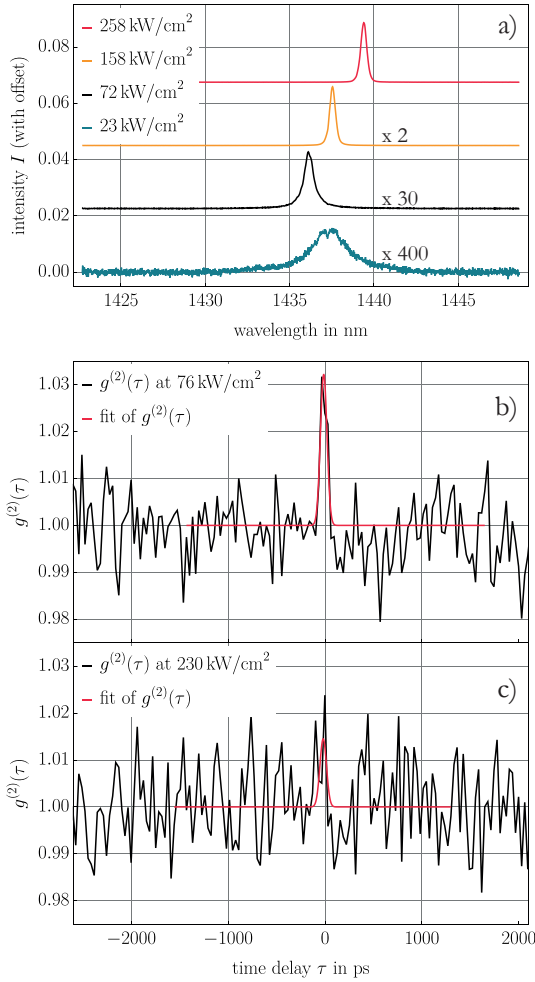 a)
258 kW/cm²
158 kW/cm²
72 kW/cm²
23 kW/cm²
x 2
x 30
x 400
0.08
0.06
0.04
0.02
0.00
intensity I (with offset)
1425 1430 1435 1440 1445
wavelength in nm
b)
g⁽²⁾(τ) at 76 kW/cm²
fit of g⁽²⁾(τ)
1.03
1.02
1.01
1.00
0.99
0.98
g⁽²⁾(τ)
c)
g⁽²⁾(τ) at 230 kW/cm²
fit of g⁽²⁾(τ)
1.03
1.02
1.01
1.00
0.99
0.98
g⁽²⁾(τ)
−2000 −1000 0 1000 2000
time delay τ in ps